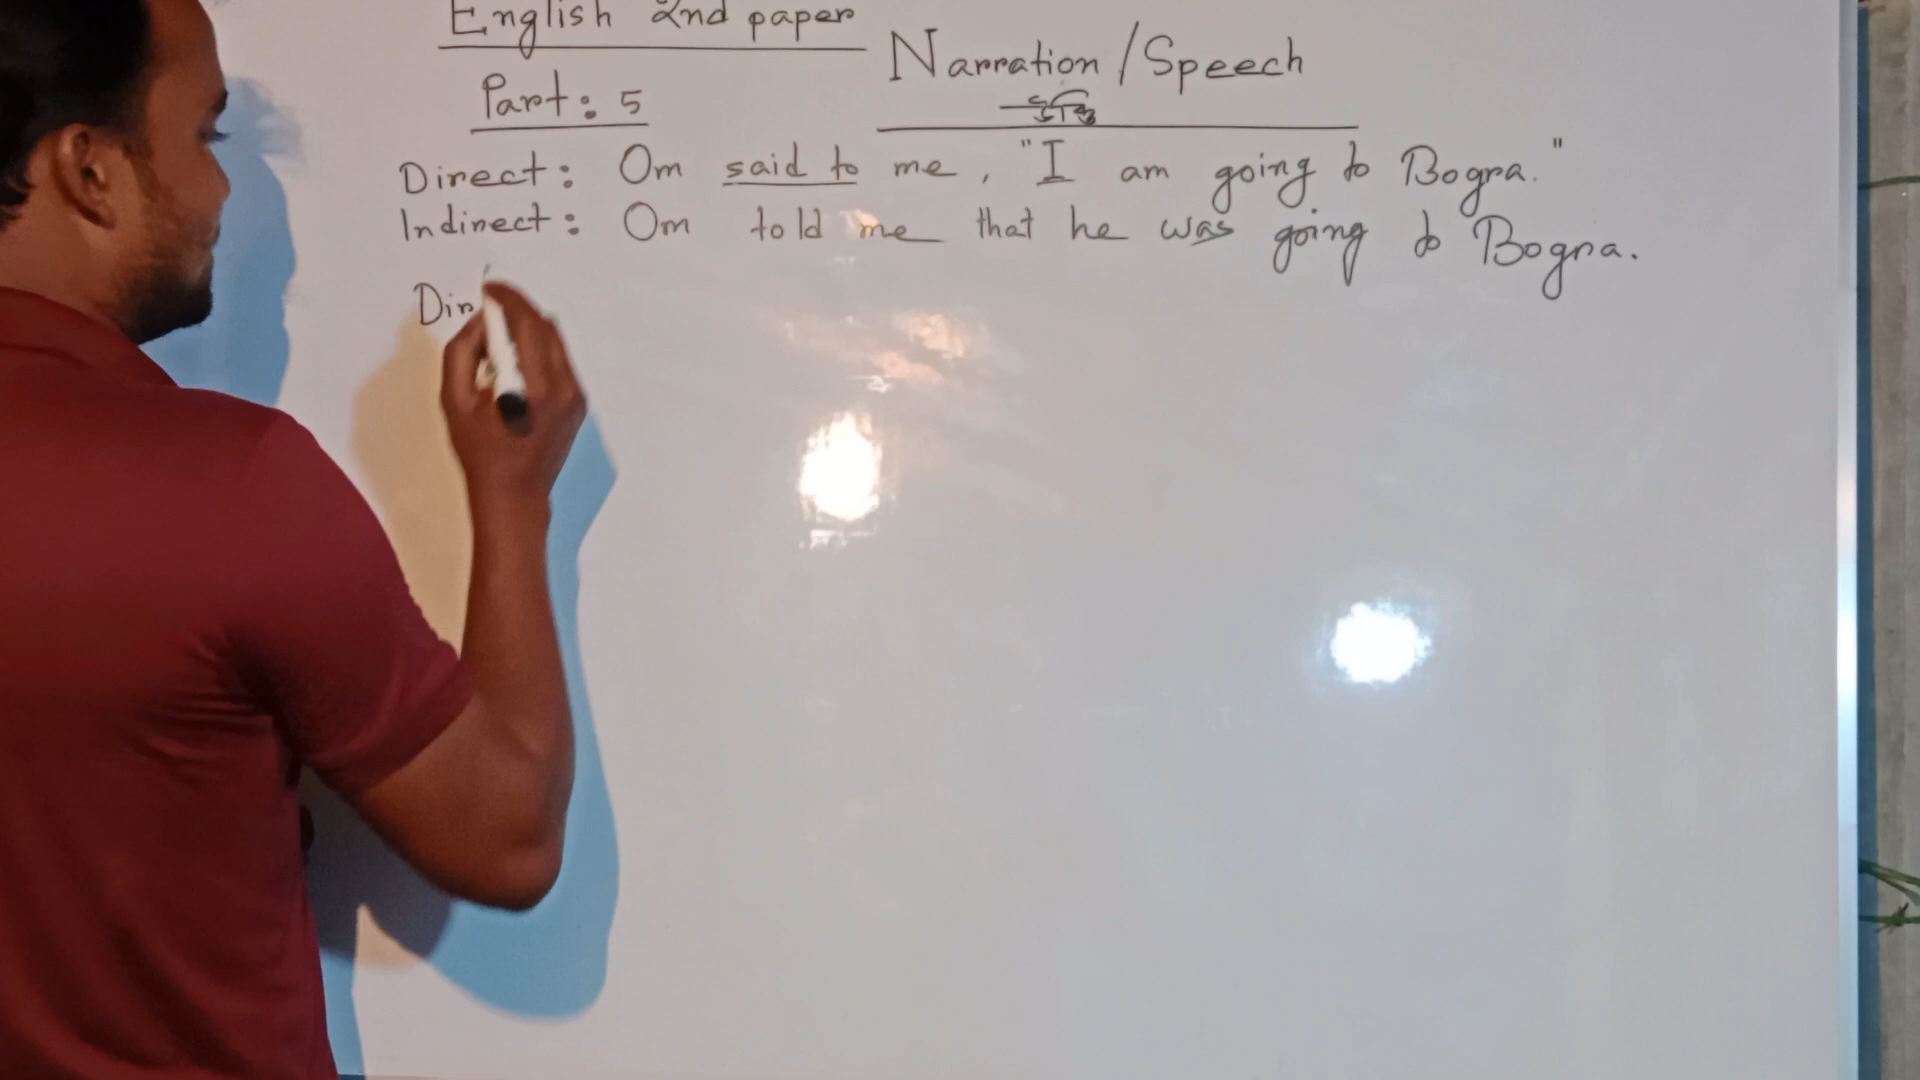 English 2nd paper
Narration/Speech
Part: 5
Direct: Om said to me, "I am going to Bogra."
Indirect: Om told me that he was going to Bogra.
Dir